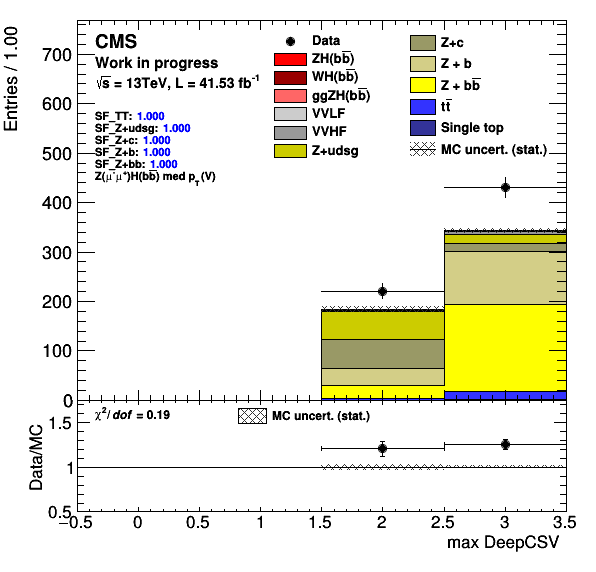 Entries / 1.00
700
600
500
400
300
200
100
0
CMS
Work in progress
√s = 13TeV, L = 41.53 fb⁻¹
SF_TT: 1.000
SF_Z+udsg: 1.000
SF_Z+c: 1.000
SF_Z+b: 1.000
SF_Z+bb: 1.000
Z(μ⁻μ⁺)H(bb̅) med p_T(V)
Data
ZH(bb̅)
WH(bb̅)
ggZH(bb̅)
VVLF
VVHF
Z+udsg
Z+c
Z + b
Z + bb̅
tt̅
Single top
MC uncert. (stat.)
Data/MC
1.5
1
0.5
χ²/dof = 0.19
MC uncert. (stat.)
−0.5 0 0.5 1 1.5 2 2.5 3 3.5
max DeepCSV